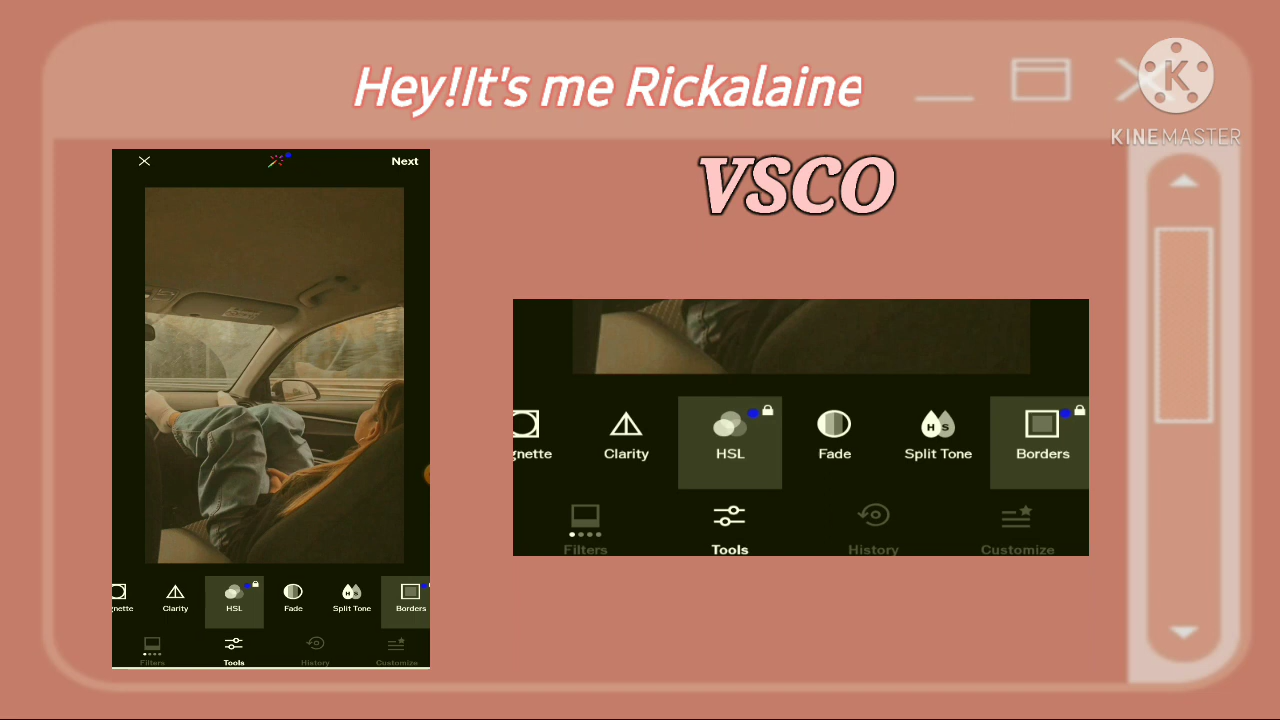 Hey!It's me Rickalaine
K
KINEMASTER
VSCO
Next
gnette Clarity HSL Fade Split Tone Borders
Filters Tools History Customize
gnette Clarity HSL Fade H S Split Tone Borders
Filters Tools History Customize